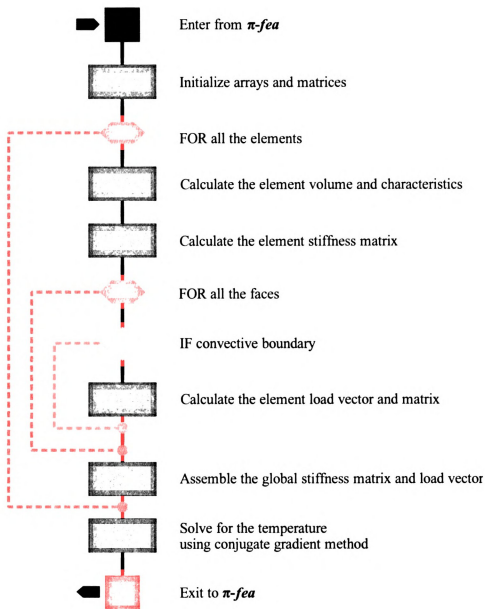 Enter from π-fea
Initialize arrays and matrices
FOR all the elements
Calculate the element volume and characteristics
Calculate the element stiffness matrix
FOR all the faces
IF convective boundary
Calculate the element load vector and matrix
Assemble the global stiffness matrix and load vector
Solve for the temperature
using conjugate gradient method
Exit to π-fea